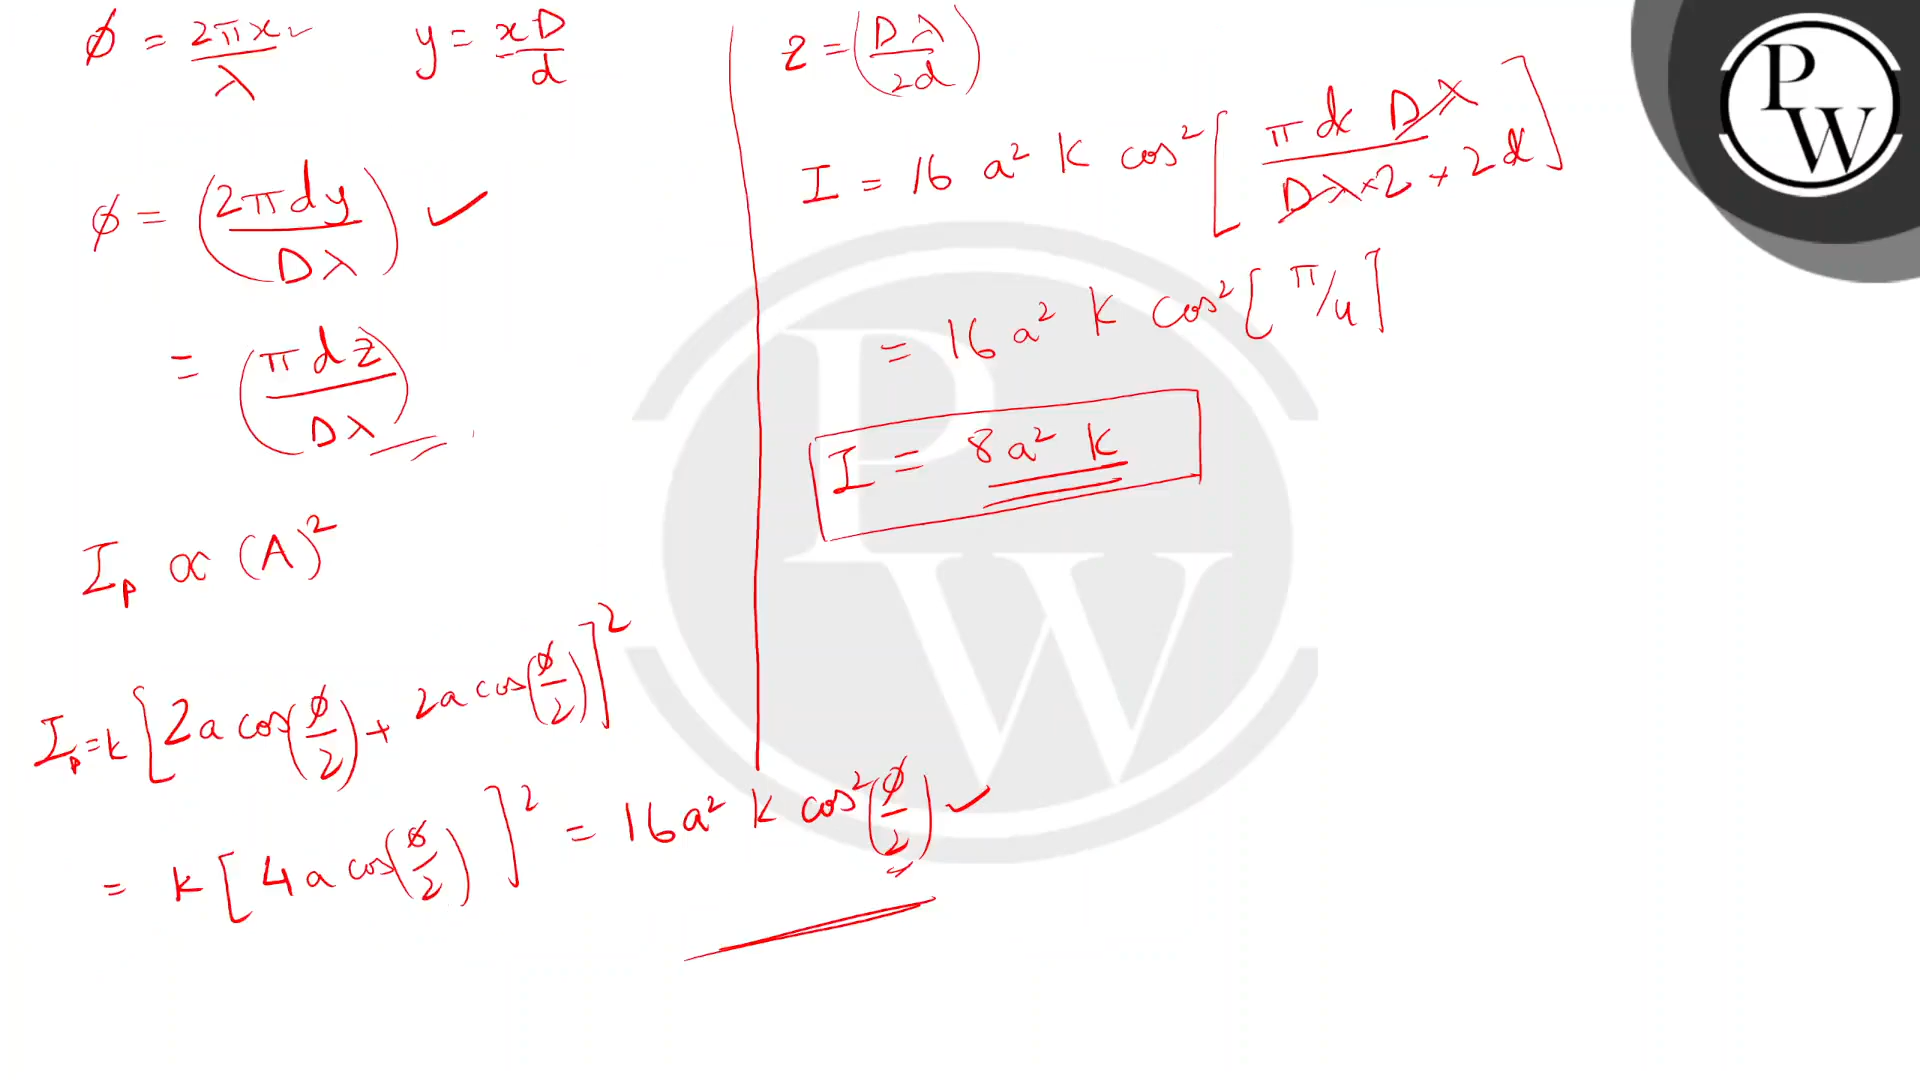 ϕ = 2πx/λ y = xD/d
ϕ = (2πdy/Dλ) ✓
= (πdz/Dλ)
I_P ∝ (A)²
I_P = k [2a cos(ϕ/2) + 2a cos(ϕ/2)]²
= k [4a cos(ϕ/2)]² = 16a² k cos²(ϕ/2) ✓
z = (Dλ/2d)
I = 16 a² k cos² [πd Dλ / Dλ×2×2d]
= 16 a² k cos² [π/4]
I = 8a² k
PW
PW